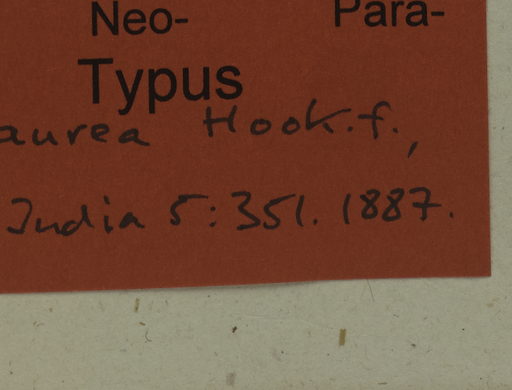 Neo- Para-
Typus
aurea Hook.f.,
India 5:351. 1887.